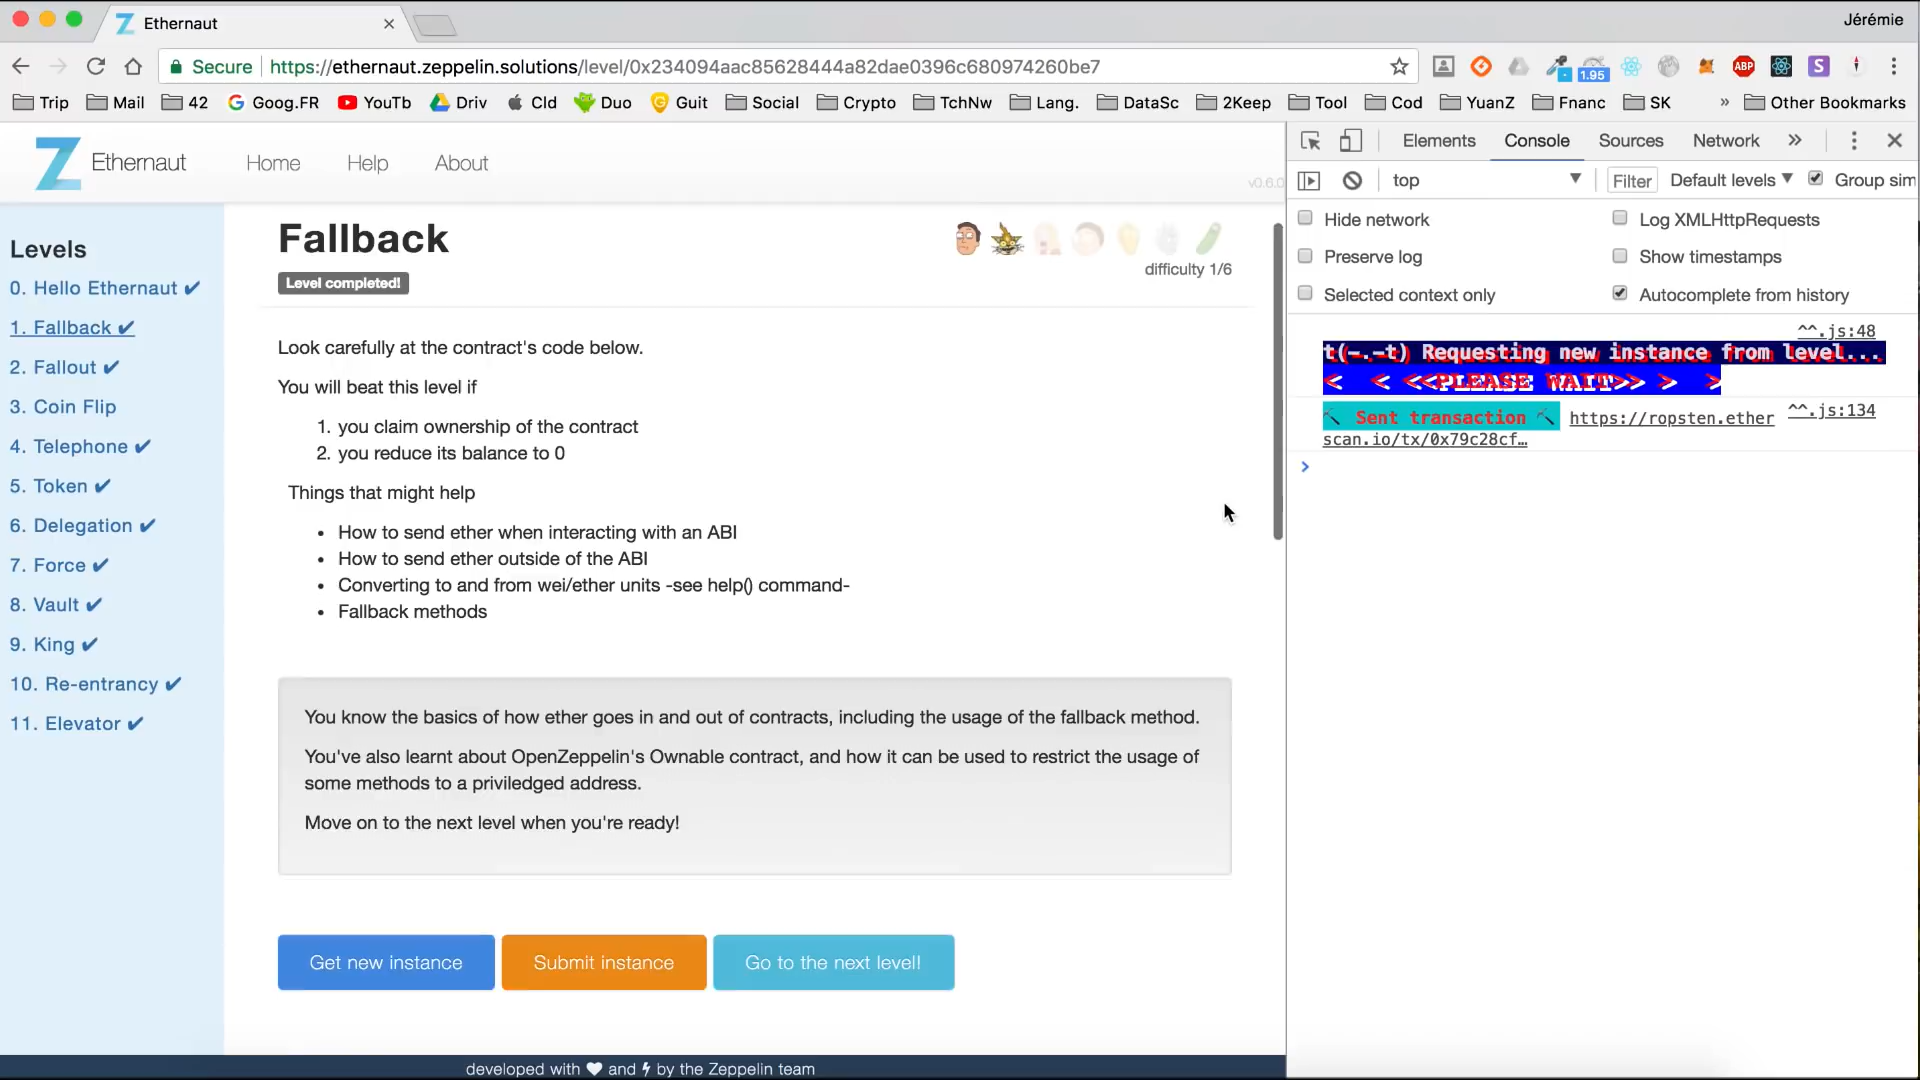 Ethernaut
Jérémie
Secure
https://ethernaut.zeppelin.solutions/level/0x234094aac85628444a82dae0396c680974260be7
1.95
ABP
S
Trip Mail 42 Goog.FR YouTb Driv Cld Duo Guit Social Crypto TchNw Lang. DataSc 2Keep Tool Cod YuanZ Fnanc SK » Other Bookmarks
Ethernaut Home Help About
v0.6.0
Levels
0. Hello Ethernaut ✔
1. Fallback ✔
2. Fallout ✔
3. Coin Flip
4. Telephone ✔
5. Token ✔
6. Delegation ✔
7. Force ✔
8. Vault ✔
9. King ✔
10. Re-entrancy ✔
11. Elevator ✔
Fallback
Level completed!
difficulty 1/6
Look carefully at the contract's code below.
You will beat this level if
1. you claim ownership of the contract
2. you reduce its balance to 0
Things that might help
• How to send ether when interacting with an ABI
• How to send ether outside of the ABI
• Converting to and from wei/ether units -see help() command-
• Fallback methods
You know the basics of how ether goes in and out of contracts, including the usage of the fallback method.
You've also learnt about OpenZeppelin's Ownable contract, and how it can be used to restrict the usage of
some methods to a priviledged address.
Move on to the next level when you're ready!
Get new instance
Submit instance
Go to the next level!
developed with ❤ and by the Zeppelin team
Elements Console Sources Network »
top
Filter
Default levels
Group sim
Hide network
Log XMLHttpRequests
Preserve log
Show timestamps
Selected context only
Autocomplete from history
^^.js:48
t(-.-t) Requesting new instance from level...
< < <<PLEASE WAIT>> > >
Sent transaction https://ropsten.ether ^^.js:134
scan.io/tx/0x79c28cf…
>